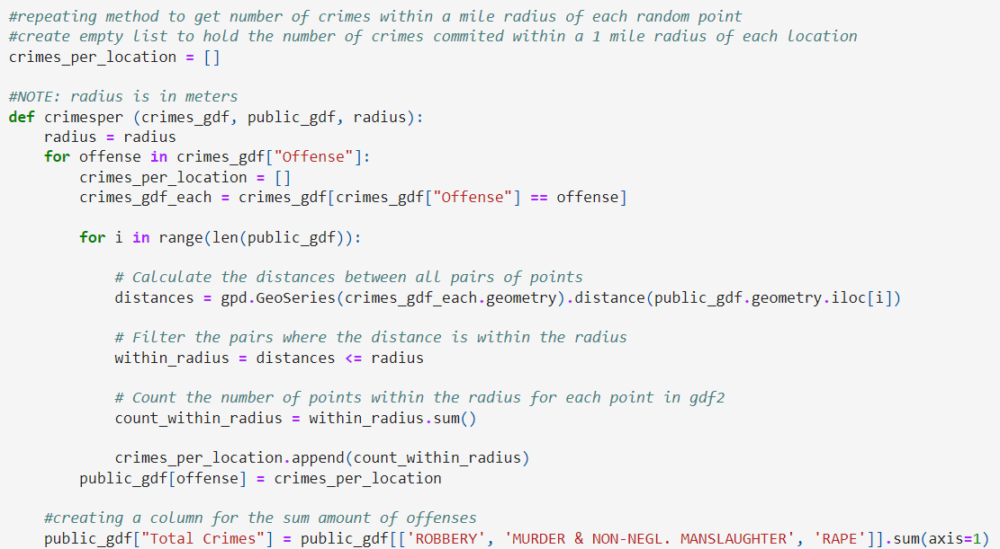 #repeating method to get number of crimes within a mile radius of each random point
#create empty list to hold the number of crimes commited within a 1 mile radius of each location
crimes_per_location = []

#NOTE: radius is in meters
def crimesper (crimes_gdf, public_gdf, radius):
    radius = radius
    for offense in crimes_gdf["Offense"]:
        crimes_per_location = []
        crimes_gdf_each = crimes_gdf[crimes_gdf["Offense"] == offense]

        for i in range(len(public_gdf)):

            # Calculate the distances between all pairs of points
            distances = gpd.GeoSeries(crimes_gdf_each.geometry).distance(public_gdf.geometry.iloc[i])

            # Filter the pairs where the distance is within the radius
            within_radius = distances <= radius

            # Count the number of points within the radius for each point in gdf2
            count_within_radius = within_radius.sum()

            crimes_per_location.append(count_within_radius)
        public_gdf[offense] = crimes_per_location

    #creating a column for the sum amount of offenses
    public_gdf["Total Crimes"] = public_gdf[['ROBBERY', 'MURDER & NON-NEGL. MANSLAUGHTER', 'RAPE']].sum(axis=1)